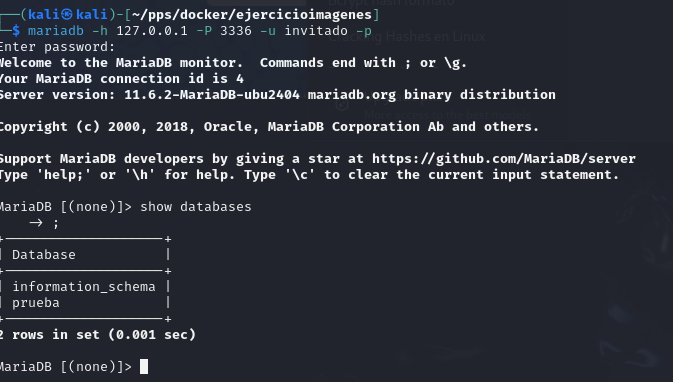 ──(kali㉿kali)-[~/pps/docker/ejercicioimagenes]
└─$ mariadb -h 127.0.0.1 -P 3336 -u invitado -p
Enter password:
Welcome to the MariaDB monitor.  Commands end with ; or \g.
Your MariaDB connection id is 4
Server version: 11.6.2-MariaDB-ubu2404 mariadb.org binary distribution
Copyright (c) 2000, 2018, Oracle, MariaDB Corporation Ab and others.
Support MariaDB developers by giving a star at https://github.com/MariaDB/server
Type 'help;' or '\h' for help. Type '\c' to clear the current input statement.
MariaDB [(none)]> show databases
    -> ;
+--------------------+
| Database           |
+--------------------+
| information_schema |
| prueba             |
+--------------------+
2 rows in set (0.001 sec)
MariaDB [(none)]>